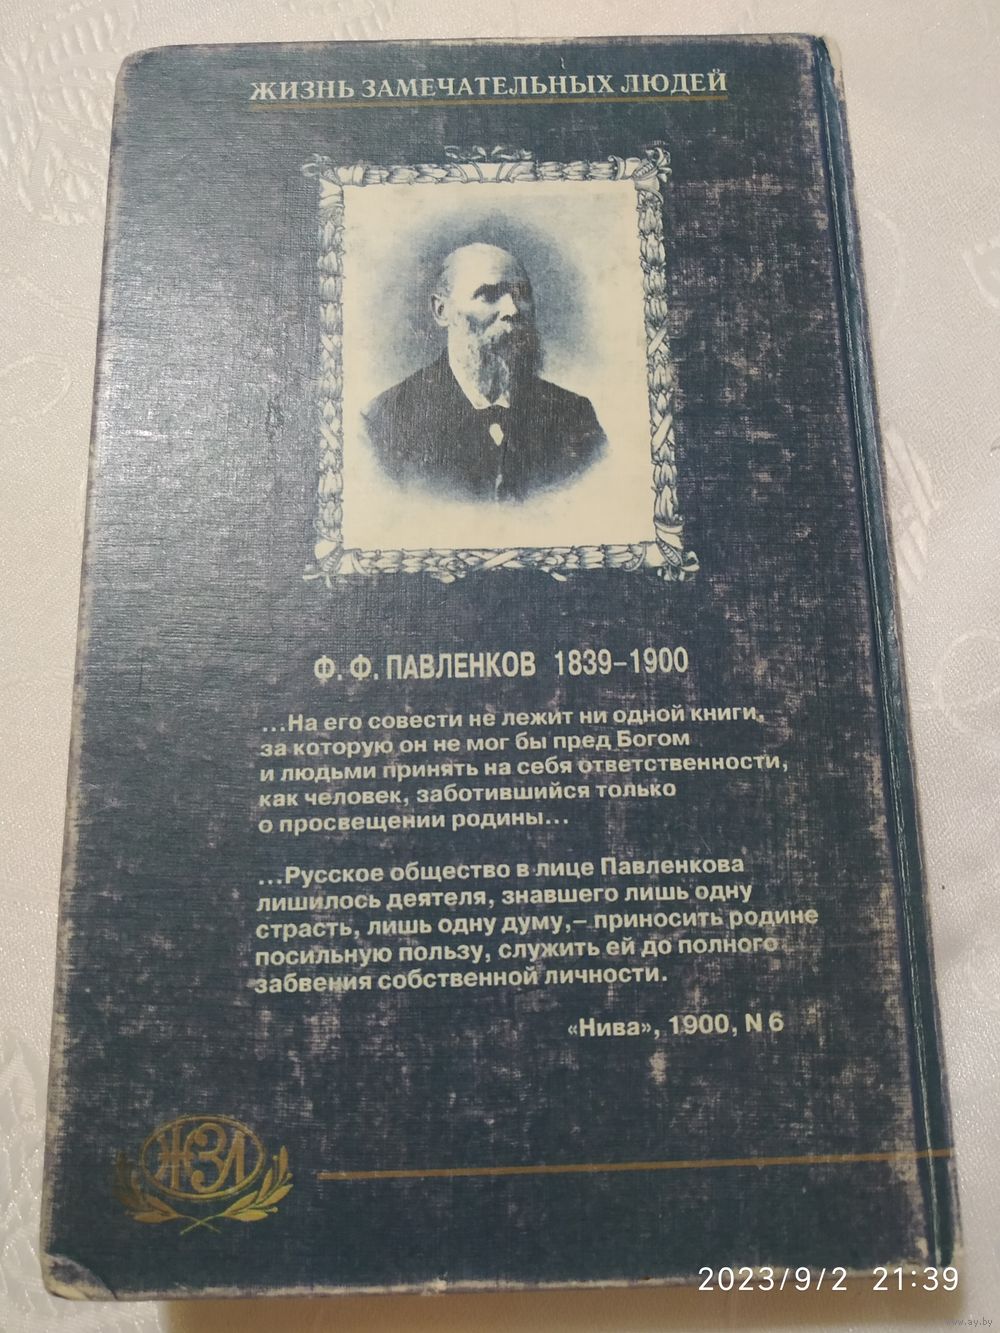 ЖИЗНЬ ЗАМЕЧАТЕЛЬНЫХ ЛЮДЕЙ
Ф. Ф. ПАВЛЕНКОВ 1839–1900
...На его совести не лежит ни одной книги,
за которую он не мог бы пред Богом
и людьми принять на себя ответственности,
как человек, заботившийся только
о просвещении родины...
...Русское общество в лице Павленкова
лишилось деятеля, знавшего лишь одну
страсть, лишь одну думу,– приносить родине
посильную пользу, служить ей до полного
забвения собственной личности.
«Нива», 1900, N 6
ЖЗЛ
2023/9/2 21:39
www.ay.by